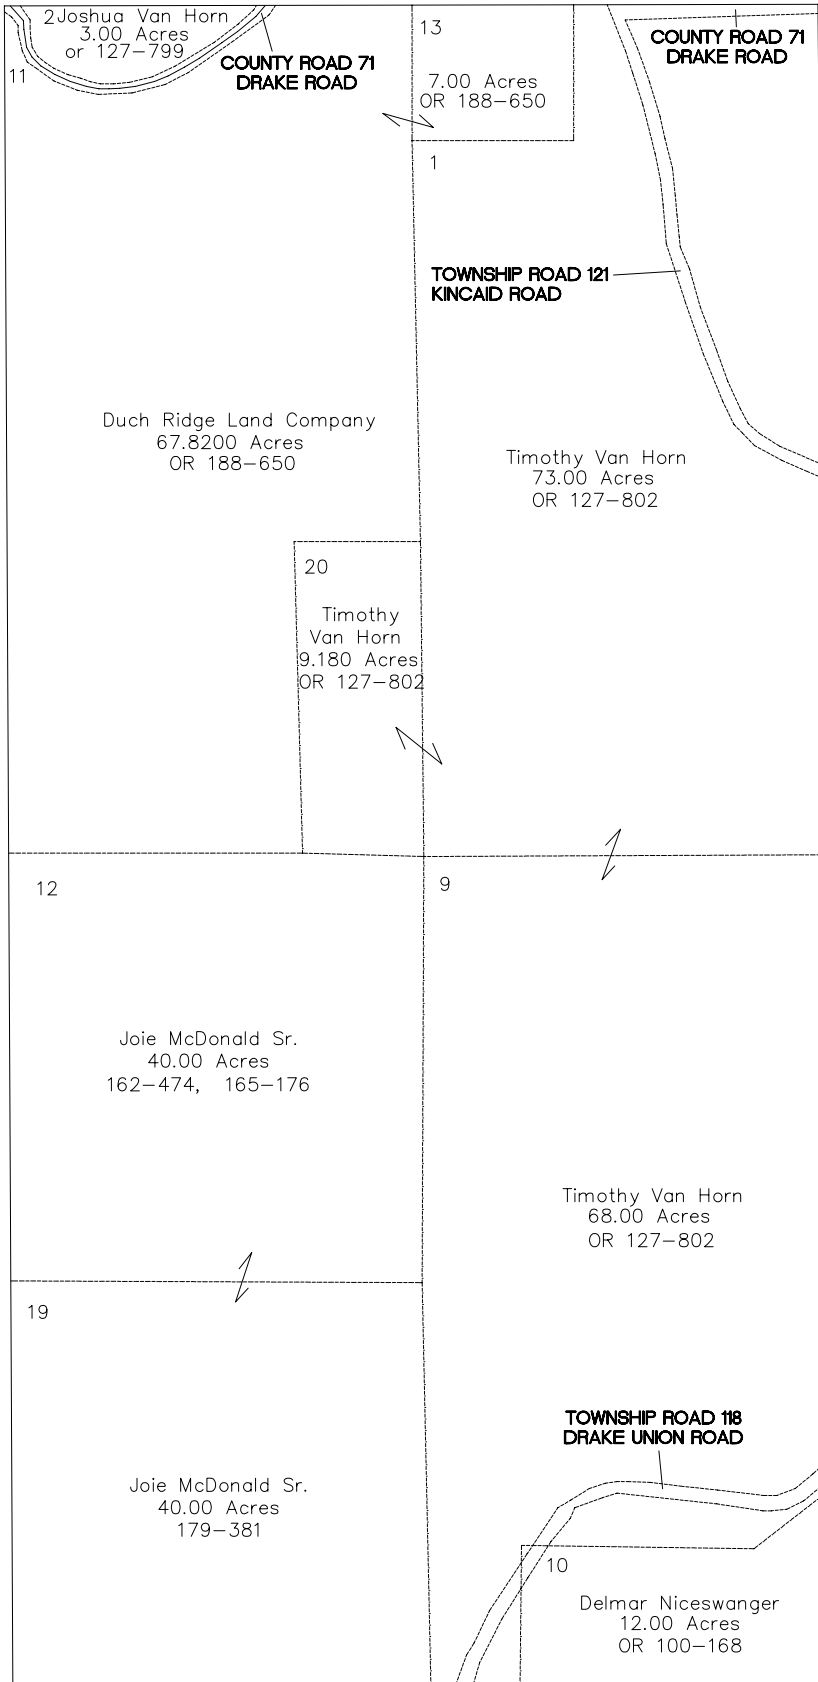 2 Joshua Van Horn
3.00 Acres
or 127-799
11
COUNTY ROAD 71
DRAKE ROAD
13
7.00 Acres
OR 188-650
COUNTY ROAD 71
DRAKE ROAD
1
TOWNSHIP ROAD 121
KINCAID ROAD
Duch Ridge Land Company
67.8200 Acres
OR 188-650
Timothy Van Horn
73.00 Acres
OR 127-802
20
Timothy
Van Horn
9.180 Acres
OR 127-802
12
9
Joie McDonald Sr.
40.00 Acres
162-474, 165-176
Timothy Van Horn
68.00 Acres
OR 127-802
19
TOWNSHIP ROAD 118
DRAKE UNION ROAD
Joie McDonald Sr.
40.00 Acres
179-381
10
Delmar Niceswanger
12.00 Acres
OR 100-168